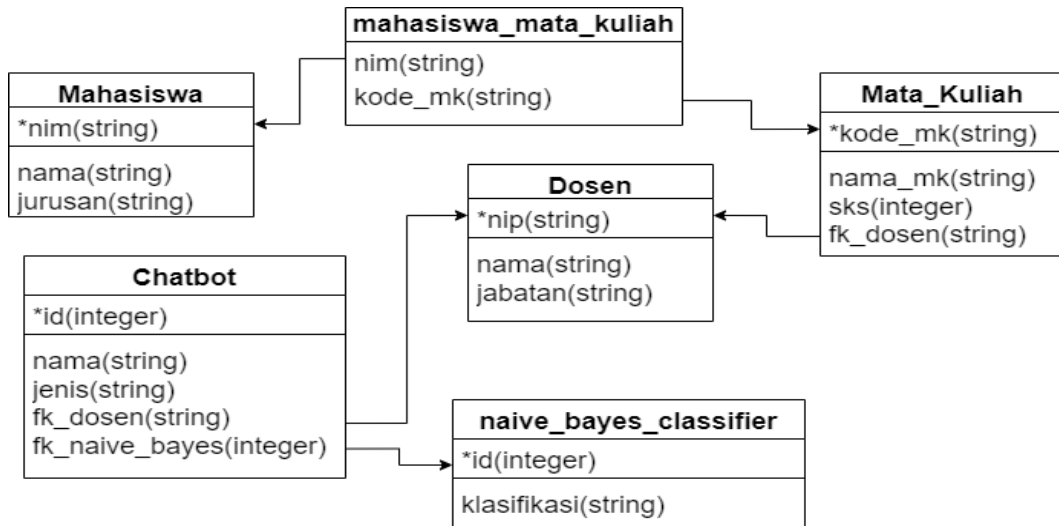 mahasiswa_mata_kuliah
nim(string)
kode_mk(string)
Mahasiswa
*nim(string)
nama(string)
jurusan(string)
Mata_Kuliah
*kode_mk(string)
nama_mk(string)
sks(integer)
fk_dosen(string)
Dosen
*nip(string)
nama(string)
jabatan(string)
Chatbot
*id(integer)
nama(string)
jenis(string)
fk_dosen(string)
fk_naive_bayes(integer)
naive_bayes_classifier
*id(integer)
klasifikasi(string)